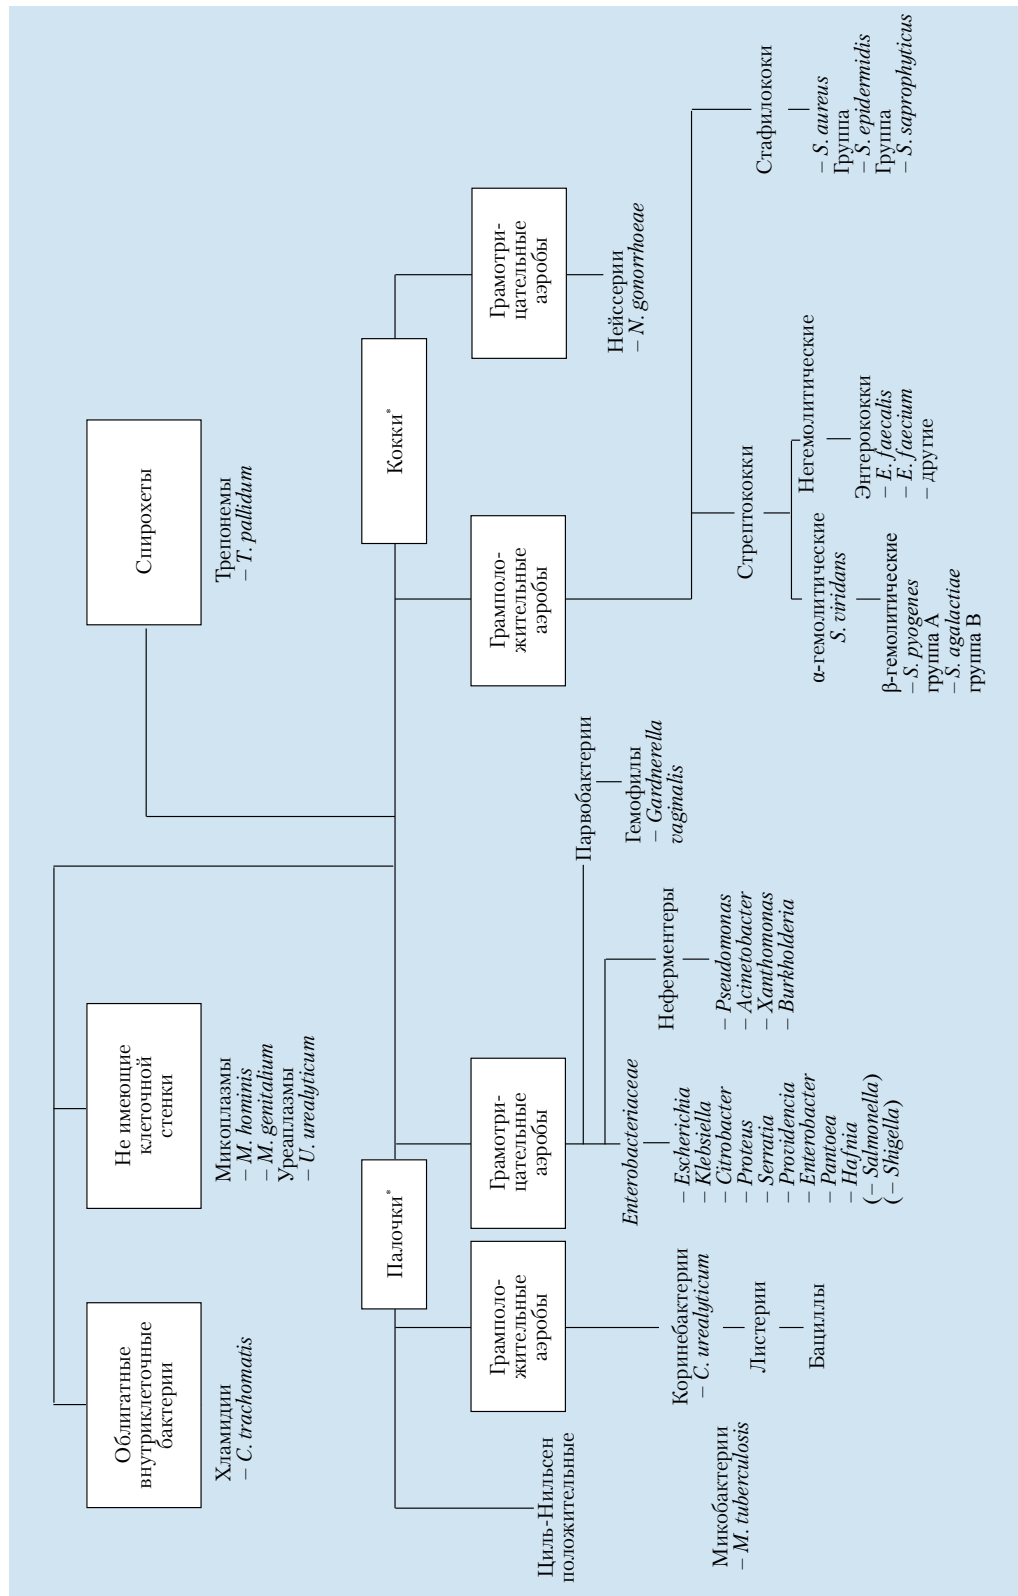 Облигатные
внутриклеточные
бактерии
Хламидии
– C. trachomatis
Не имеющие
клеточной
стенки
Микоплазмы
– M. hominis
– M. genitalium
Уреаплазмы
– U. urealyticum
Спирохеты
Трепонемы
– T. pallidum
Палочки*
Кокки*
Циль-Нильсен
положительные
Микобактерии
– M. tuberculosis
Грамполо-
жительные
аэробы
Коринебактерии
– C. urealyticum
Листерии
Бациллы
Грамотри-
цательные
аэробы
Enterobacteriaceae
– Escherichia
– Klebsiella
– Citrobacter
– Proteus
– Serratia
– Providencia
– Enterobacter
– Pantoea
– Hafnia
(– Salmonella)
(– Shigella)
Неферментеры
– Pseudomonas
– Acinetobacter
– Xanthomonas
– Burkholderia
Парвобактерии
Гемофилы
– Gardnerella
vaginalis
Грамполо-
жительные
аэробы
Стрептококки
α-гемолитические
S. viridans
β-гемолитические
– S. pyogenes
группа A
– S. agalactiae
группа B
Негемолитические
Энтерококки
– E. faecalis
– E. faecium
– другие
Стафилококи
– S. aureus
Группа
– S. epidermidis
Группа
– S. saprophyticus
Грамотри-
цательные
аэробы
Нейссерии
– N. gonorrhoeae